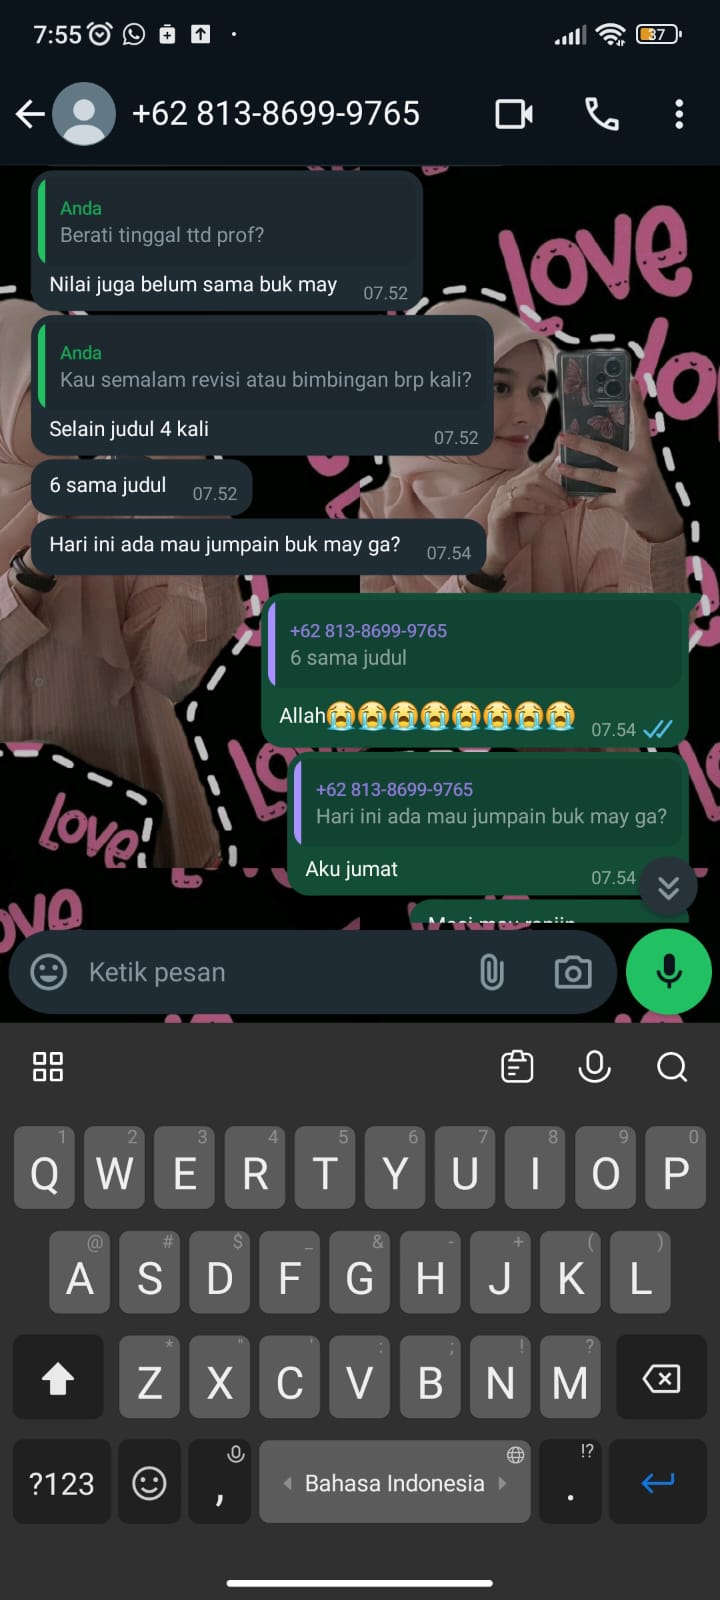 7:55
37
+62 813-8699-9765
Anda
Berati tinggal ttd prof?
Nilai juga belum sama buk may 07.52
Anda
Kau semalam revisi atau bimbingan brp kali?
Selain judul 4 kali 07.52
6 sama judul 07.52
Hari ini ada mau jumpain buk may ga? 07.54
+62 813-8699-9765
6 sama judul
Allah😭😭😭😭😭😭😭😭 07.54
+62 813-8699-9765
Hari ini ada mau jumpain buk may ga?
Aku jumat 07.54
love
love
love
Ketik pesan
1 2 3 4 5 6 7 8 9 0
Q W E R T Y U I O P
@ # $ _ & - + ( )
A S D F G H J K L
* " ' : ; ! ?
Z X C V B N M
?123 , Bahasa Indonesia !? .